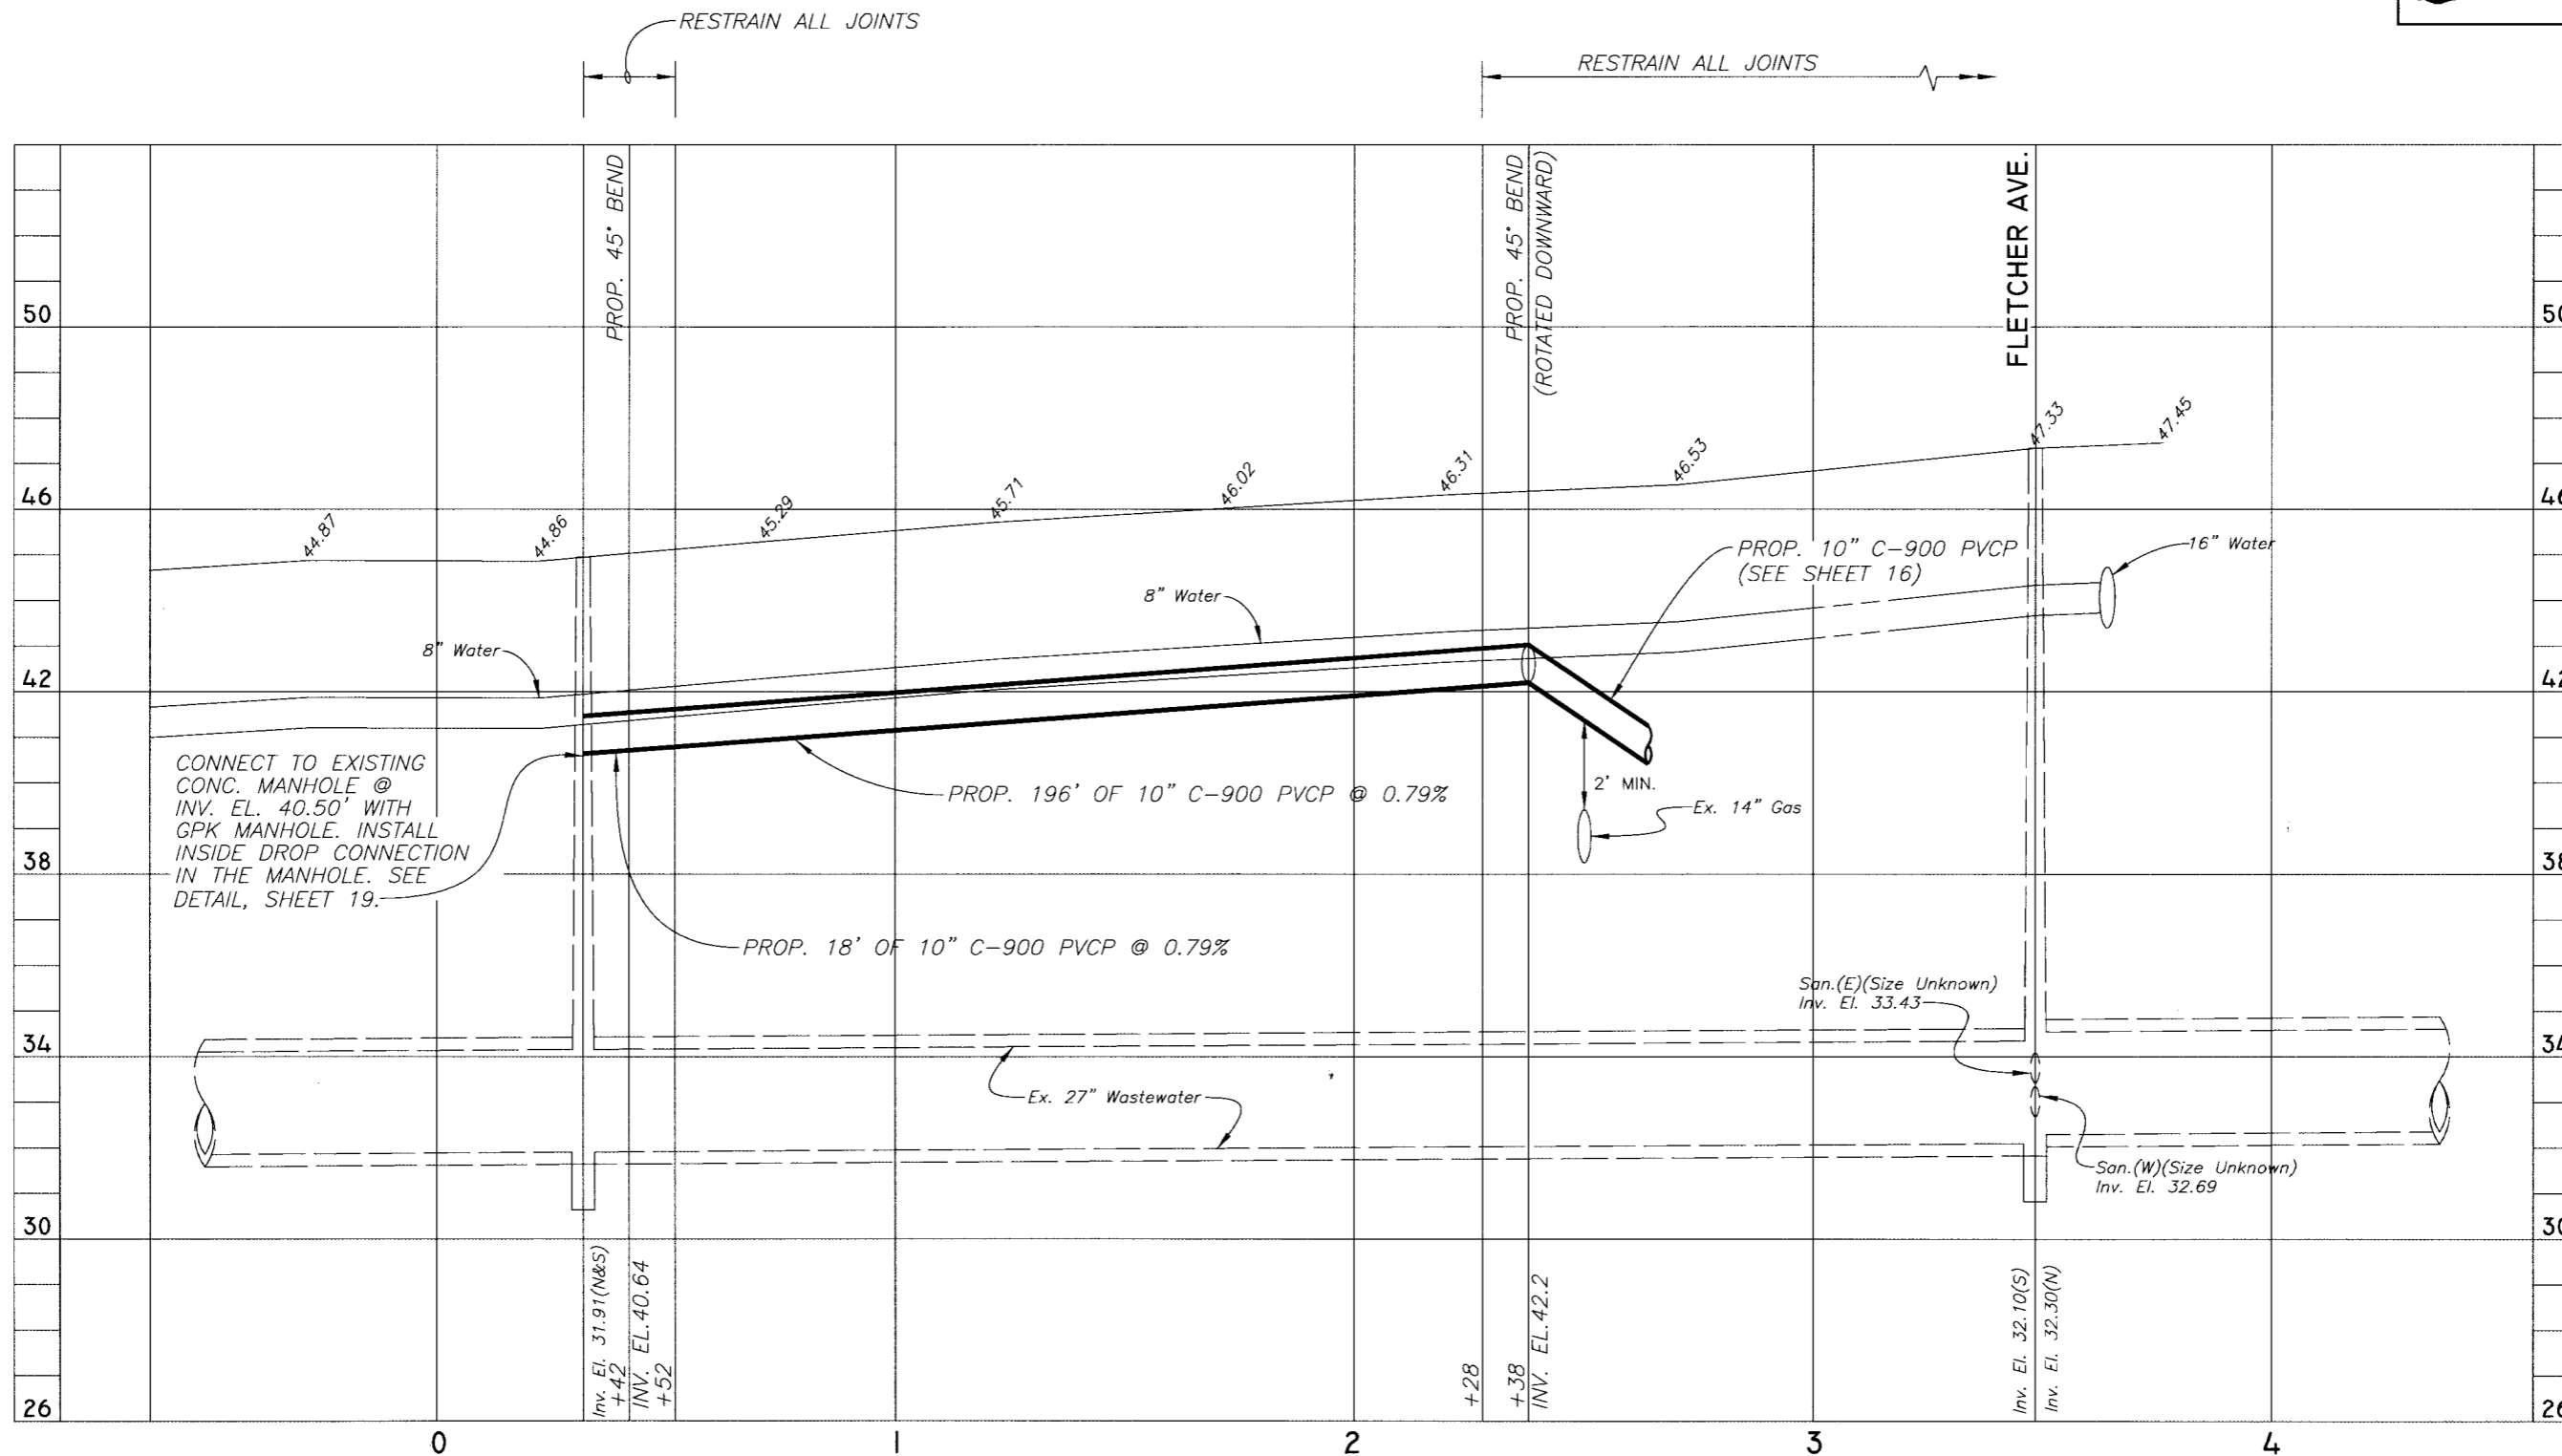 RESTRAIN ALL JOINTS
RESTRAIN ALL JOINTS
PROP. 45° BEND
PROP. 45° BEND
(ROTATED DOWNWARD)
FLETCHER AVE.
50
50
46
46
42
42
38
38
34
34
30
30
26
26
44.87
44.86
45.29
45.71
46.02
46.31
46.53
47.33
47.45
8" Water
8" Water
16" Water
PROP. 10" C-900 PVCP
(SEE SHEET 16)
CONNECT TO EXISTING
CONC. MANHOLE @
INV. EL. 40.50' WITH
GPK MANHOLE. INSTALL
INSIDE DROP CONNECTION
IN THE MANHOLE. SEE
DETAIL, SHEET 19.
PROP. 196' OF 10" C-900 PVCP @ 0.79%
2' MIN.
Ex. 14" Gas
PROP. 18' OF 10" C-900 PVCP @ 0.79%
San.(E)(Size Unknown)
Inv. El. 33.43
Ex. 27" Wastewater
San.(W)(Size Unknown)
Inv. El. 32.69
Inv. El. 31.91(N&S)
+42
INV. EL.40.64
+52
+28
+38
INV. EL.42.2
Inv. El. 32.10(S)
Inv. El. 32.30(N)
0
1
2
3
4